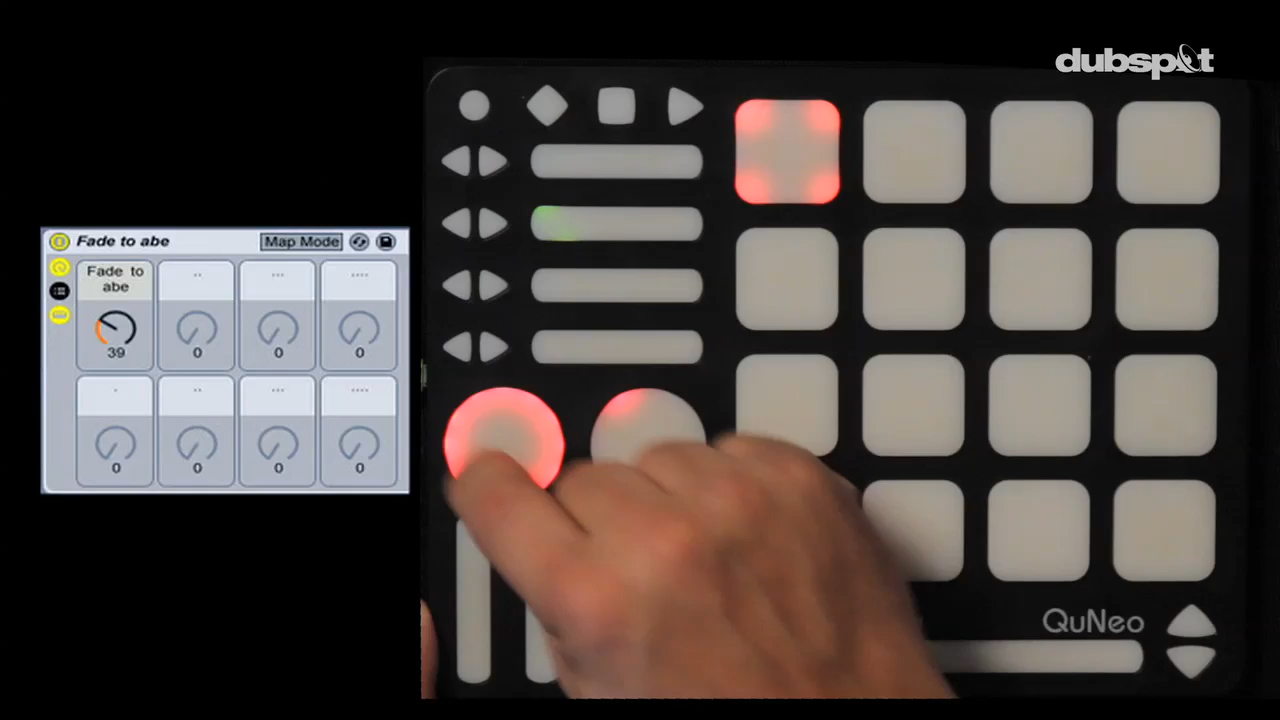 dubspot
Fade to abe
Map Mode
Fade to
abe
··
···
····
39
0
0
0
·
··
···
····
0
0
0
0
QuNeo